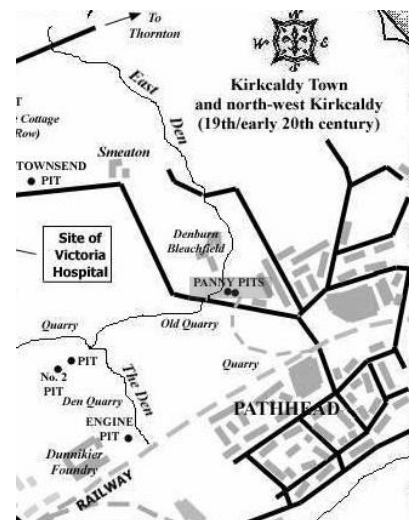 To
Thornton
W
E
S
East
Den
Kirkcaldy Town
and north-west Kirkcaldy
(19th/early 20th century)
T
Cottage
Row)
Smeaton
TOWNSEND
PIT
Denburn
Bleachfield
Site of
Victoria
Hospital
PANNY PITS
Quarry
Old Quarry
PIT
No. 2
PIT
The Den
Quarry
Den Quarry
PATHHEAD
ENGINE
PIT
Dunnikier
Foundry
RAILWAY